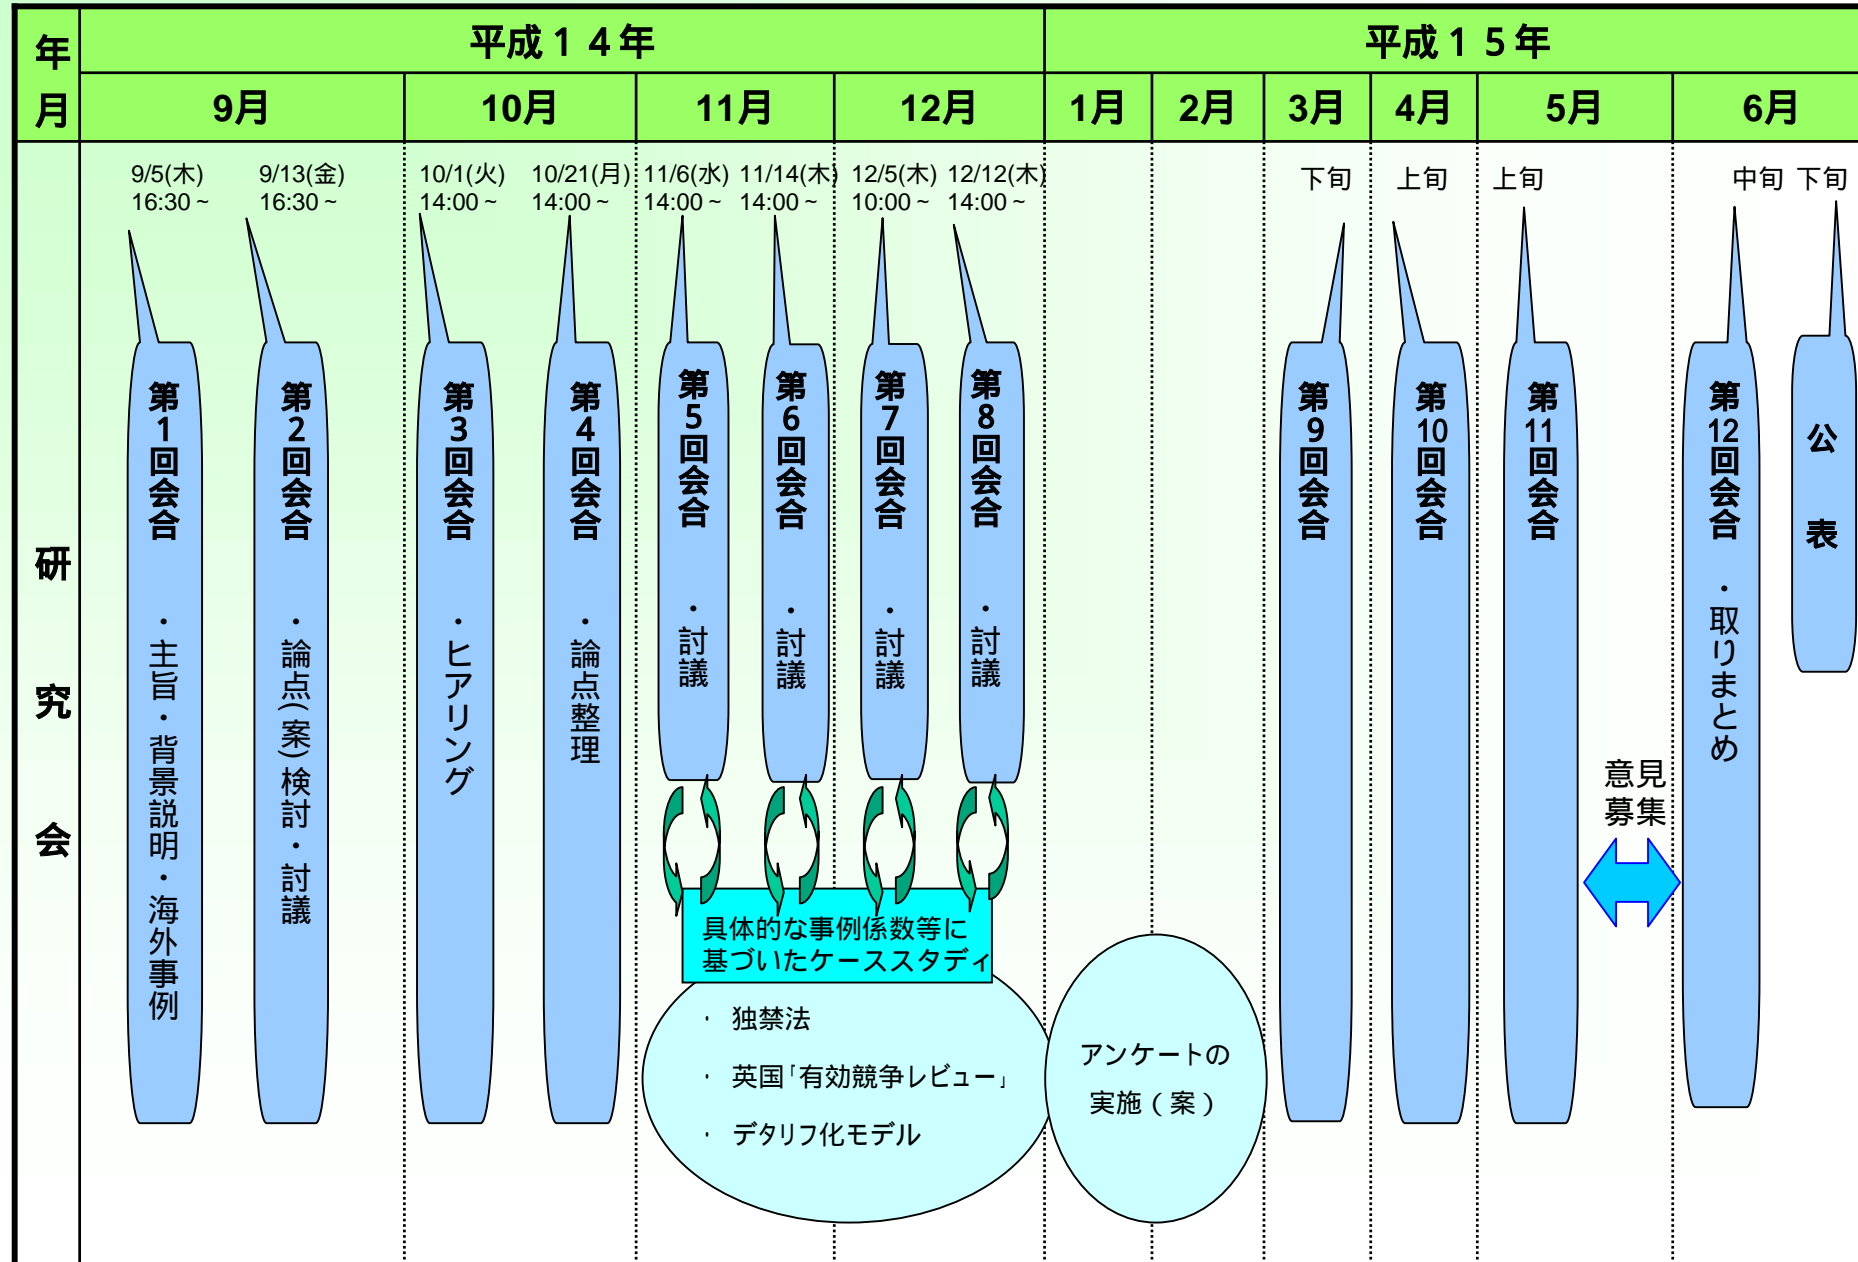 年
月
平成１４年
平成１５年
9月
10月
11月
12月
1月
2月
3月
4月
5月
6月
研究会
9/5(木)
16:30～
9/13(金)
16:30～
10/1(火)
14:00～
10/21(月)
14:00～
11/6(水)
14:00～
11/14(木)
14:00～
12/5(木)
10:00～
12/12(木)
14:00～
下旬
上旬
上旬
中旬
下旬
第1回会合 ・主旨・背景説明・海外事例
第2回会合 ・論点(案)検討・討議
第3回会合 ・ヒアリング
第4回会合 ・論点整理
第5回会合 ・討議
第6回会合 ・討議
第7回会合 ・討議
第8回会合 ・討議
第9回会合
第10回会合
第11回会合
第12回会合 ・取りまとめ
公表
意見
募集
具体的な事例係数等に
基づいたケーススタディ
・ 独禁法
・ 英国「有効競争レビュー」
・ デタリフ化モデル
アンケートの
実施（案）